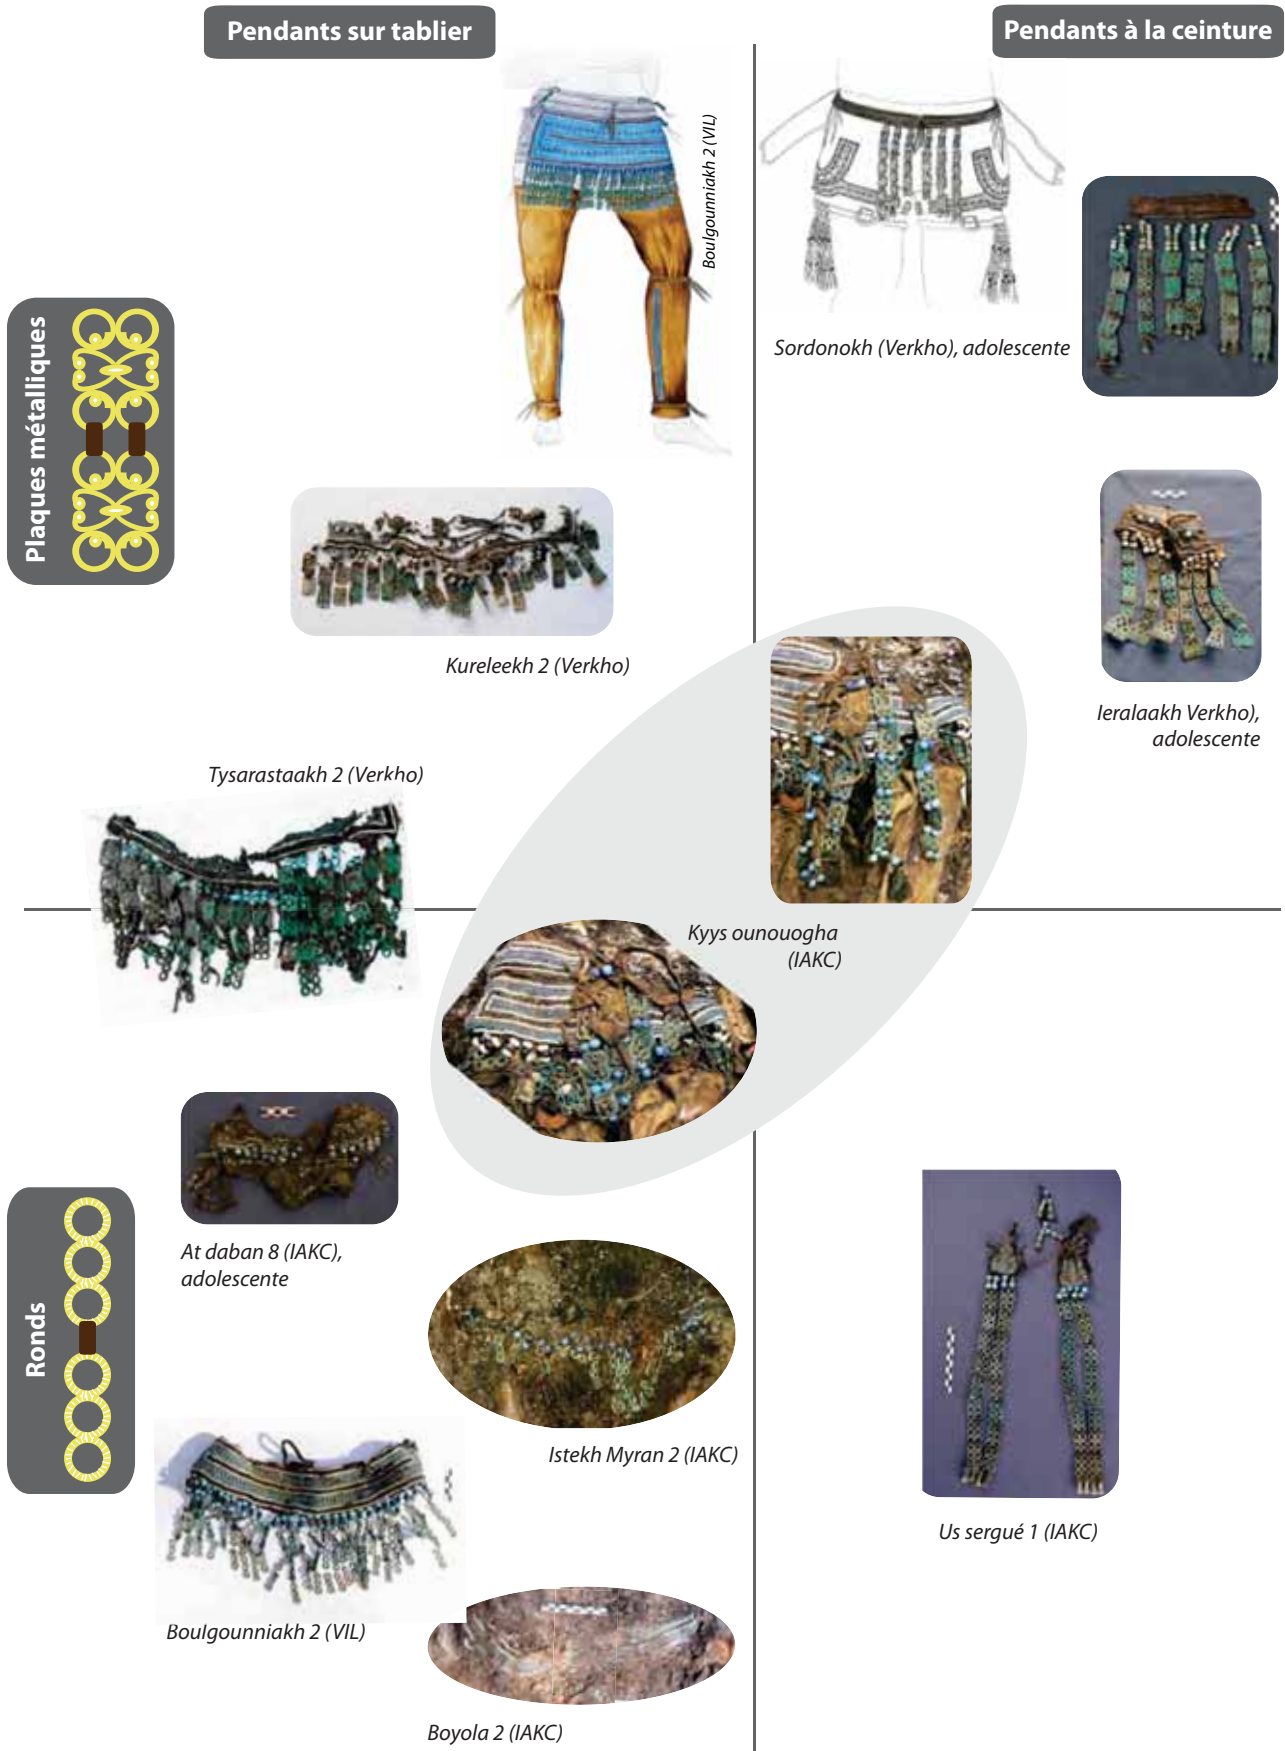 Pendants sur tablier
Pendants à la ceinture
Boulgounniakh 2 (VIL)
Sordonokh (Verkho), adolescente
Plaques métalliques
Kureleekh 2 (Verkho)
Ieralaakh Verkho),
adolescente
Tysarastaakh 2 (Verkho)
Kyys ounouogha
(IAKC)
At daban 8 (IAKC),
adolescente
Ronds
Istekh Myran 2 (IAKC)
Us sergué 1 (IAKC)
Boulgounniakh 2 (VIL)
Boyola 2 (IAKC)